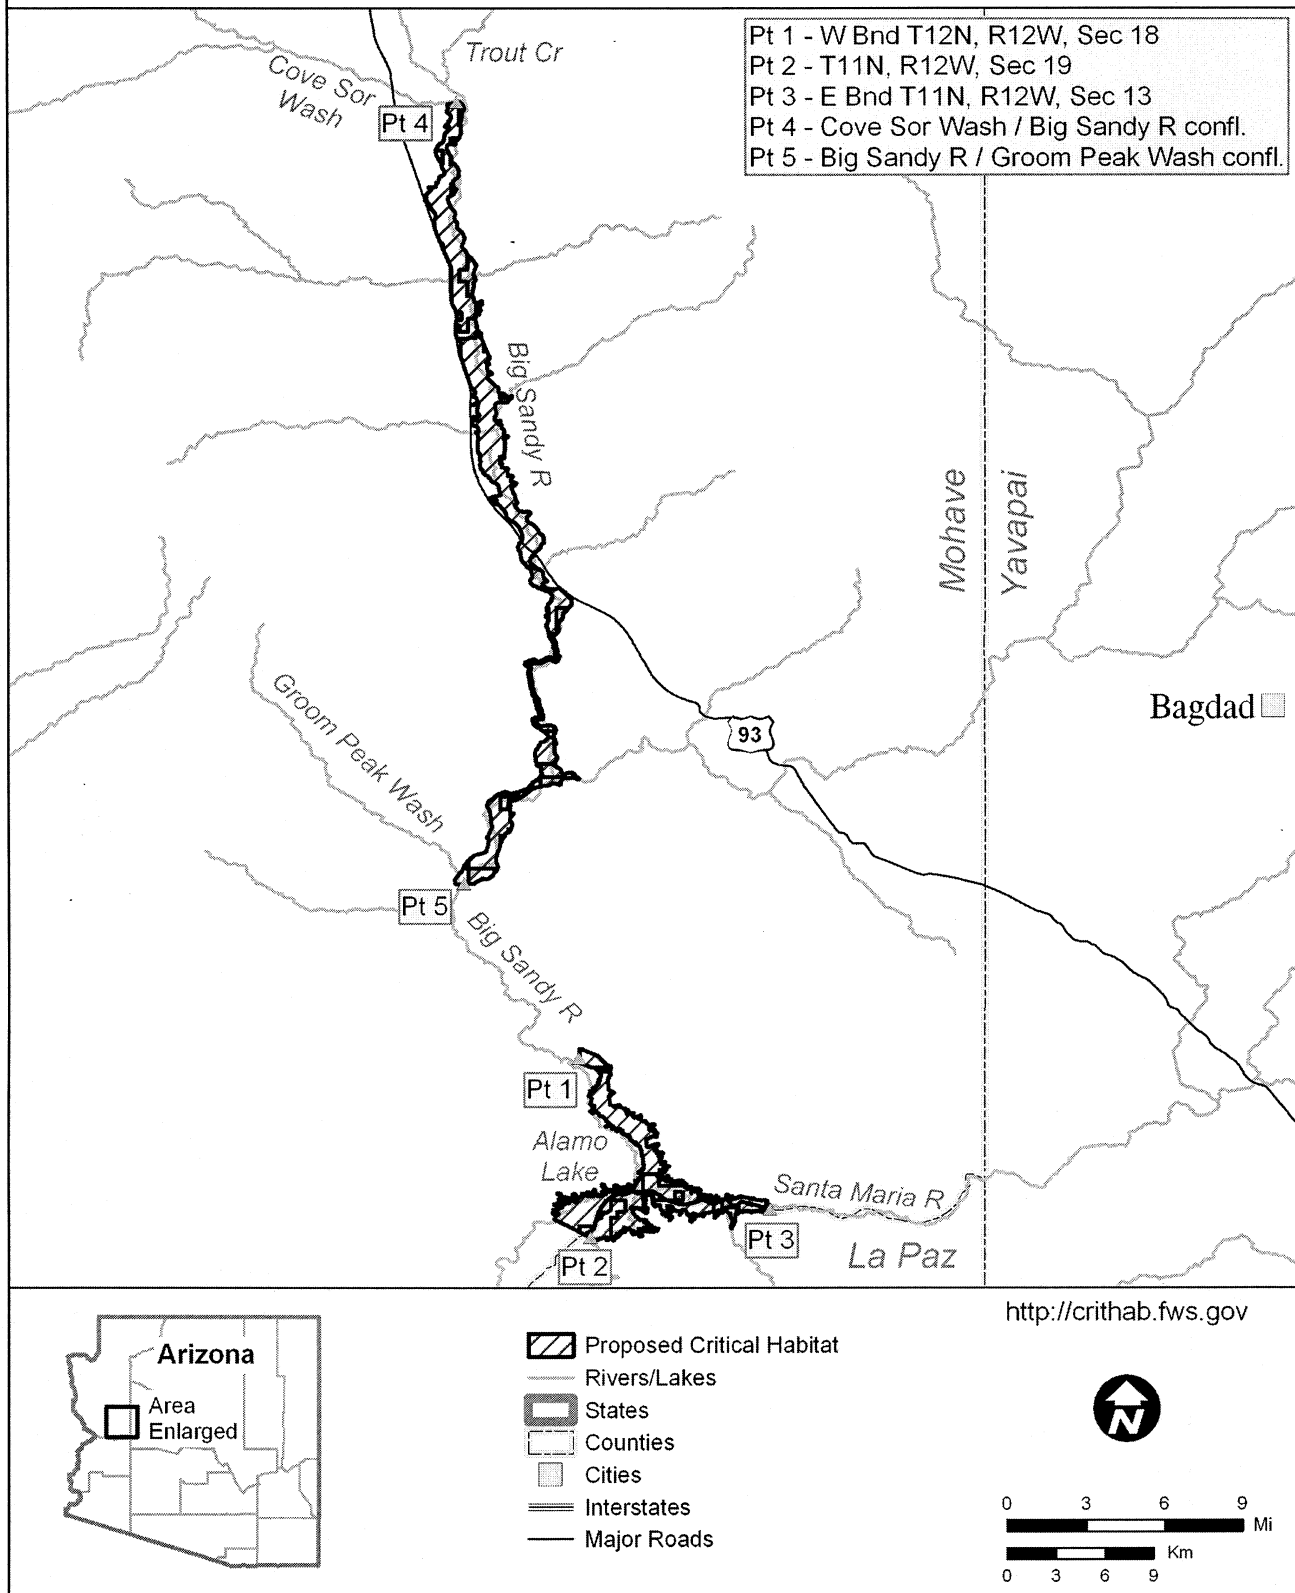 Pt 1 - W Bnd T12N, R12W, Sec 18
Pt 2 - T11N, R12W, Sec 19
Pt 3 - E Bnd T11N, R12W, Sec 13
Pt 4 - Cove Sor Wash / Big Sandy R confl.
Pt 5 - Big Sandy R / Groom Peak Wash confl.
Trout Cr
Cove Sor
Wash
Pt 4
Big Sandy R
Mohave
Yavapai
Groom Peak Wash
Bagdad
93
Pt 5
Big Sandy R
Pt 1
Alamo
Lake
Santa Maria R
Pt 3
La Paz
Pt 2
http://crithab.fws.gov
Arizona
Area
Enlarged
Proposed Critical Habitat
Rivers/Lakes
States
Counties
Cities
Interstates
Major Roads
N
0 3 6 9
Mi
Km
0 3 6 9